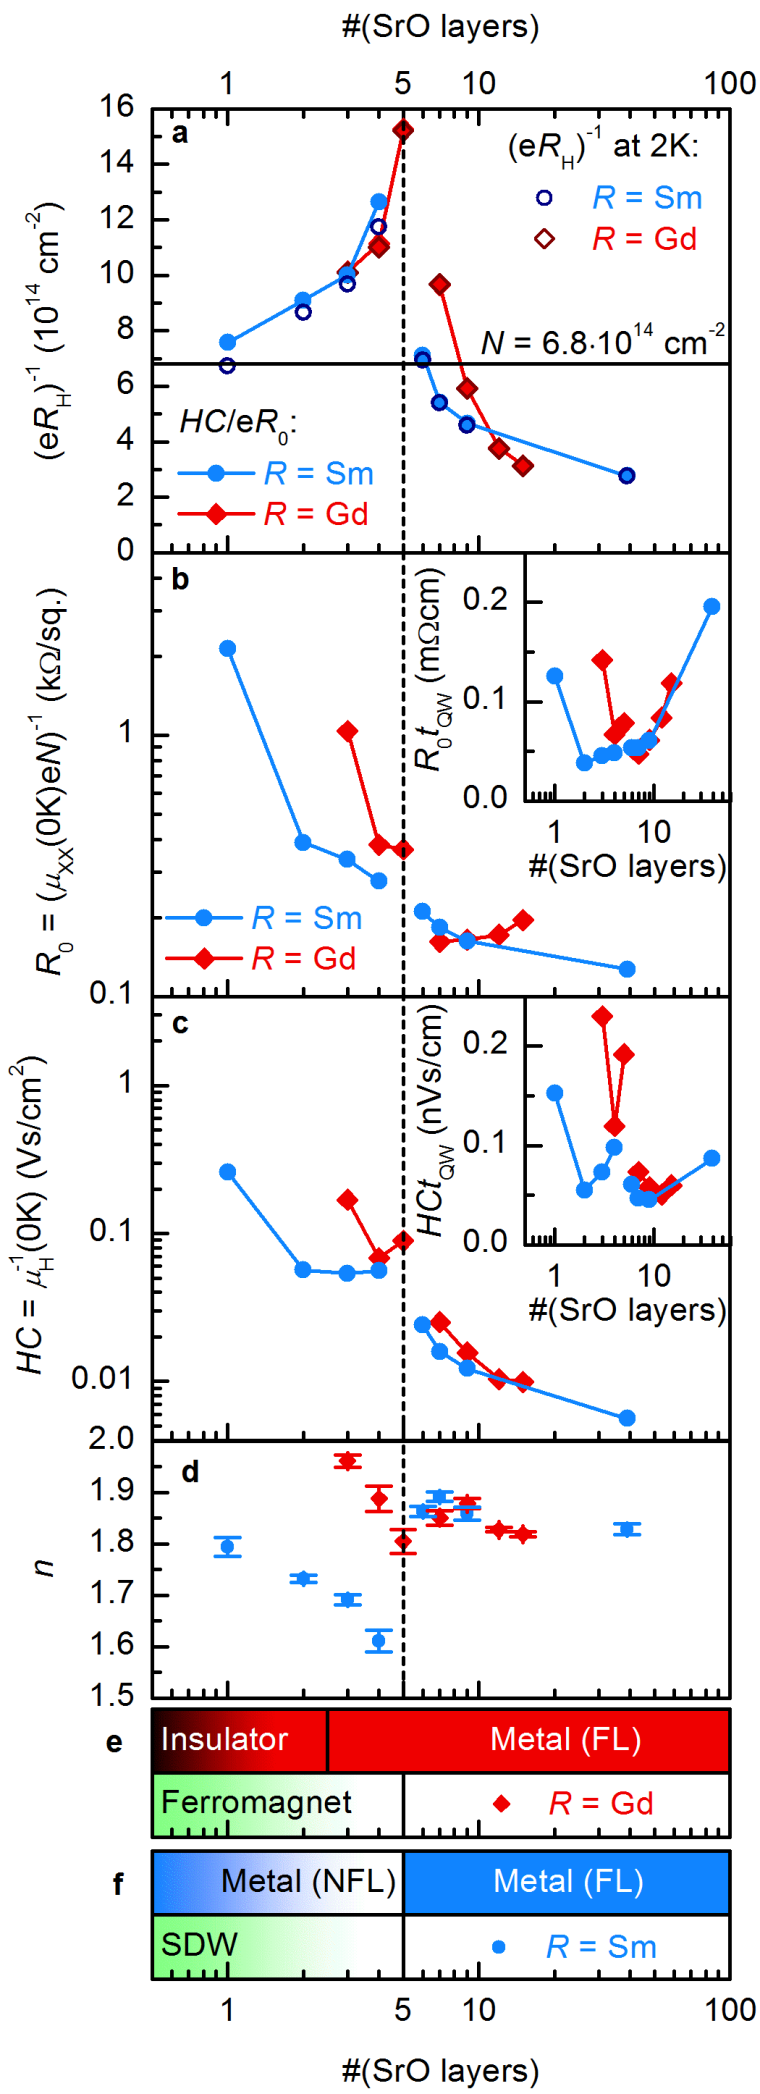 #(SrO layers)
1 5 10 100
a
(eR_H)^-1 at 2K:
R = Sm
R = Gd
N = 6.8·10^14 cm^-2
HC/eR_0:
R = Sm
R = Gd
(eR_H)^-1 (10^14 cm^-2)
16
14
12
10
8
6
4
2
0
b
R_0 = (μ_XX(0K)eN)^-1 (kΩ/sq.)
1
0.1
R = Sm
R = Gd
R_0t_QW (mΩcm)
0.2
0.1
0.0
1 10
#(SrO layers)
c
HC = μ_H^-1(0K) (Vs/cm^2)
1
0.1
0.01
HCt_QW (nVs/cm)
0.2
0.1
0.0
1 10
#(SrO layers)
d
n
2.0
1.9
1.8
1.7
1.6
1.5
e
Insulator Metal (FL)
Ferromagnet R = Gd
f
Metal (NFL) Metal (FL)
SDW R = Sm
1 5 10 100
#(SrO layers)